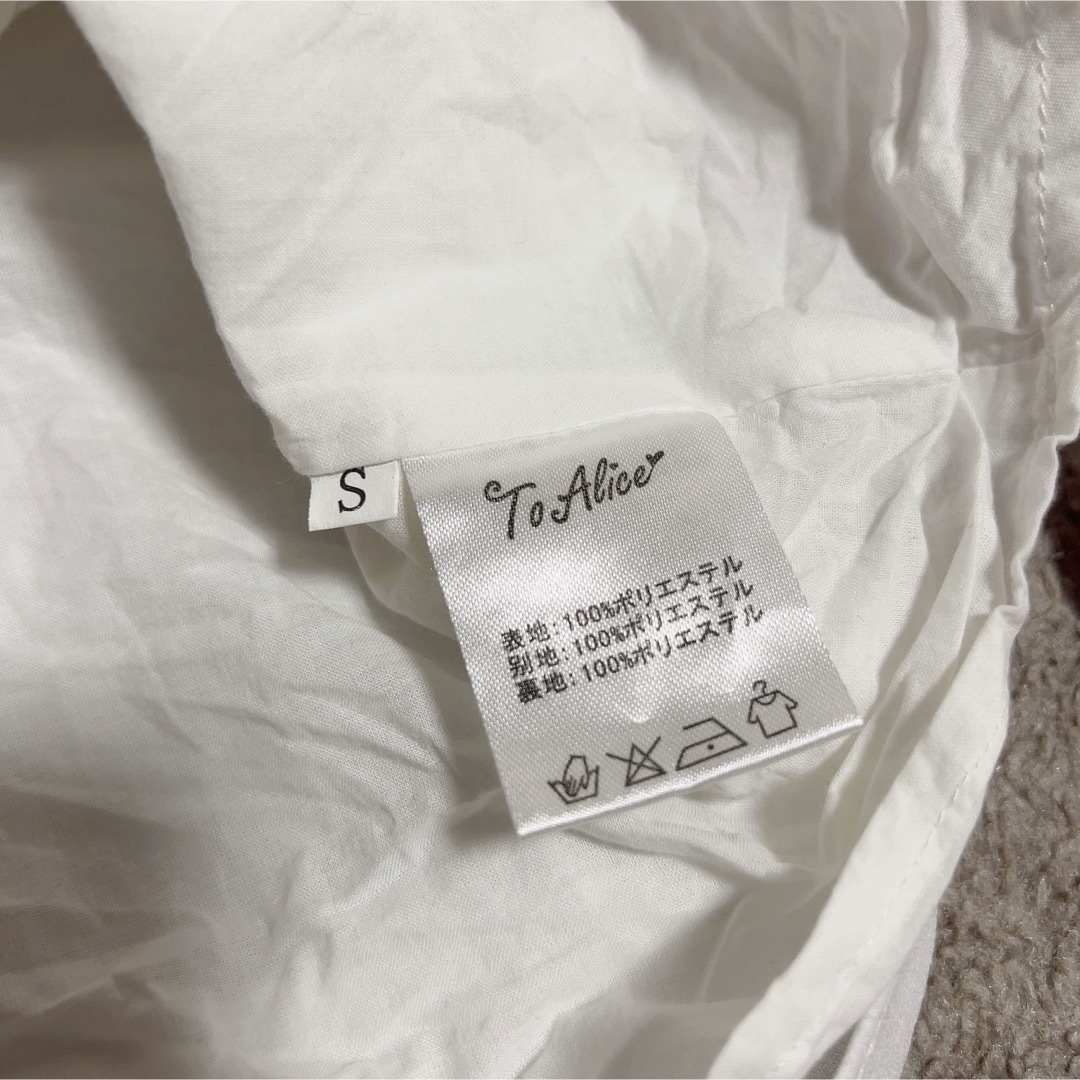 S
To Alice
表地:100%ポリエステル
别地:100%ポリエステル
裏地:100%ポリエステル